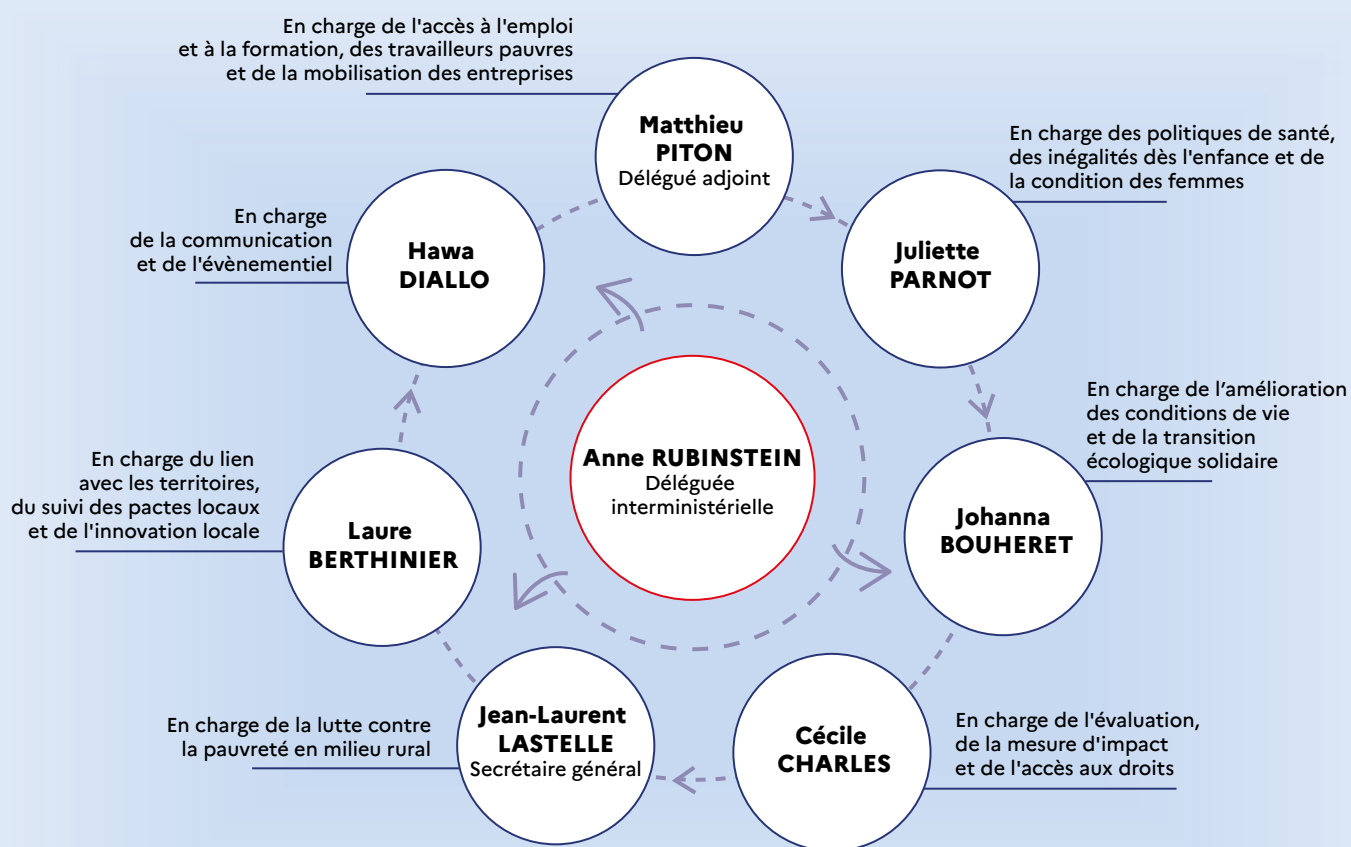 En charge de l'accès à l'emploi
et à la formation, des travailleurs pauvres
et de la mobilisation des entreprises
Matthieu
PITON
Délégué adjoint
En charge des politiques de santé,
des inégalités dès l'enfance et de
la condition des femmes
Juliette
PARNOT
En charge
de la communication
et de l'évènementiel
Hawa
DIALLO
En charge de l’amélioration
des conditions de vie
et de la transition
écologique solidaire
Johanna
BOUHERET
Anne RUBINSTEIN
Déléguée
interministérielle
En charge du lien
avec les territoires,
du suivi des pactes locaux
et de l'innovation locale
Laure
BERTHINIER
En charge de la lutte contre
la pauvreté en milieu rural
Jean-Laurent
LASTELLE
Secrétaire général
Cécile
CHARLES
En charge de l'évaluation,
de la mesure d'impact
et de l'accès aux droits